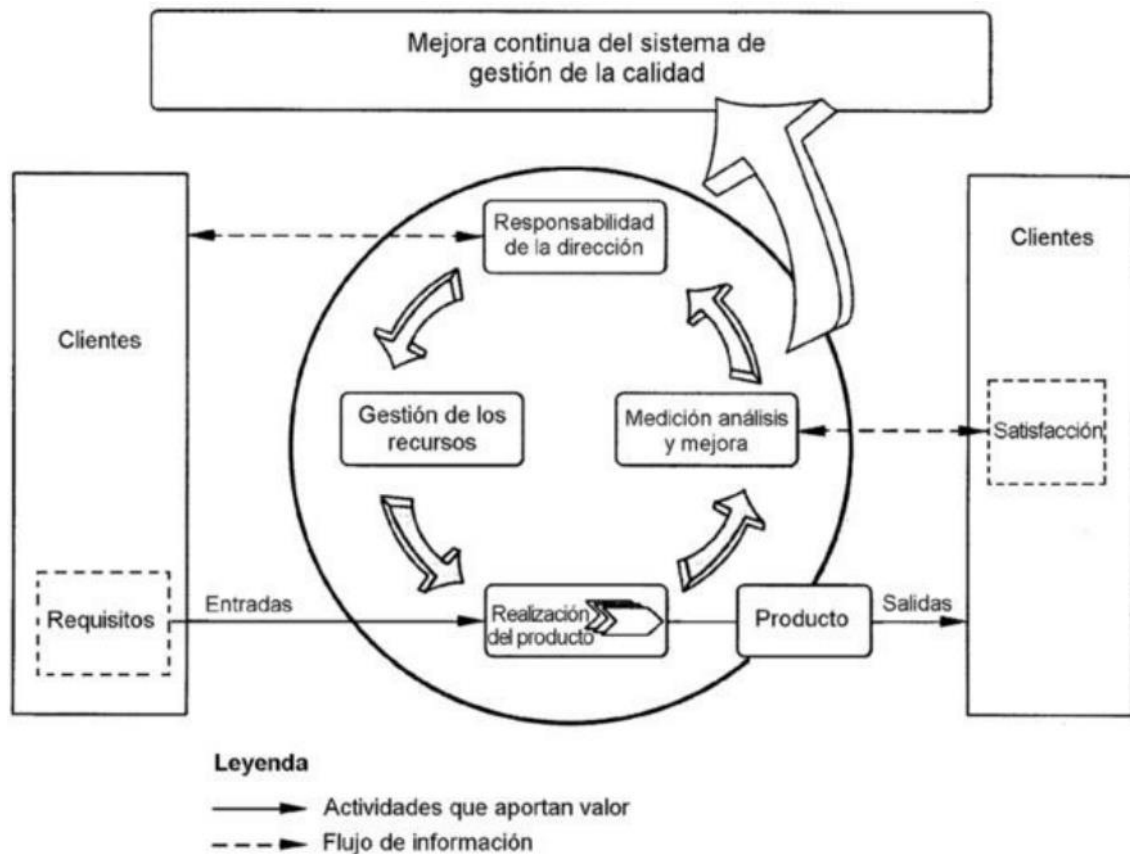 Mejora continua del sistema de
gestión de la calidad
Responsabilidad
de la dirección
Clientes
Clientes
Gestión de los
recursos
Medición análisis
y mejora
Satisfacción
Requisitos
Entradas
Realización
del producto
Producto
Salidas
Leyenda
Actividades que aportan valor
Flujo de información